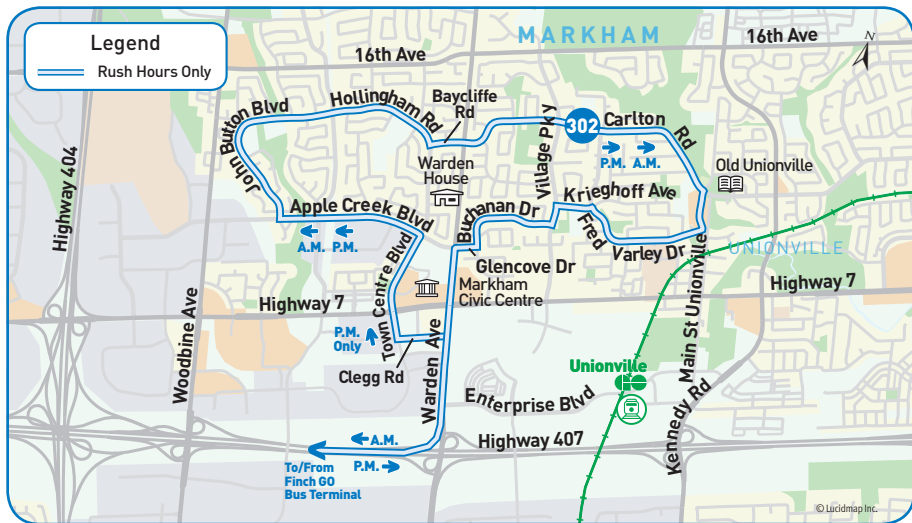 Legend
Rush Hours Only
MARKHAM
16th Ave
16th Ave
N
Highway 404
John Button Blvd
Hollingham Rd
Baycliffe
Rd
Village Pky
302
Carlton Rd
P.M.
A.M.
Warden
House
Old Unionville
Krieghoff Ave
Buchanan Dr
Apple Creek Blvd
A.M.
P.M.
Fred Varley Dr
UNIONVILLE
Glencove Dr
Markham
Civic Centre
Town Centre Blvd
Highway 7
Highway 7
Woodbine Ave
P.M.
Only
Clegg Rd
Warden Ave
Main St Unionville
Unionville
Enterprise Blvd
Kennedy Rd
Highway 407
A.M.
P.M.
To/From
Finch GO
Bus Terminal
© Lucidmap Inc.